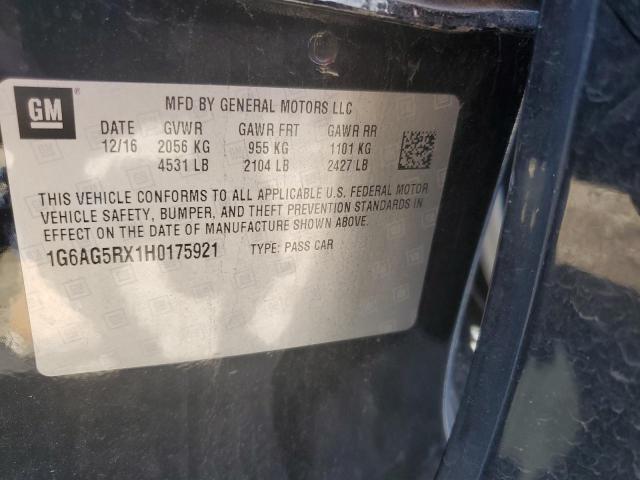 GM
MFD BY GENERAL MOTORS LLC
DATE GVWR GAWR FRT GAWR RR
12/16 2056 KG 955 KG 1101 KG
4531 LB 2104 LB 2427 LB
THIS VEHICLE CONFORMS TO ALL APPLICABLE U.S. FEDERAL MOTOR
VEHICLE SAFETY, BUMPER, AND THEFT PREVENTION STANDARDS IN
EFFECT ON THE DATE OF MANUFACTURE SHOWN ABOVE.
1G6AG5RX1H0175921 TYPE: PASS CAR